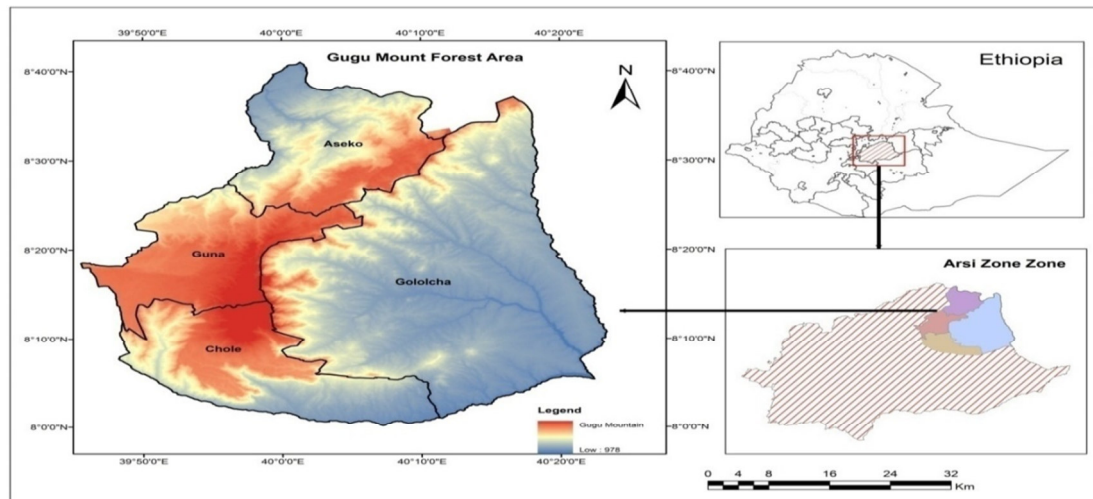 39°50'0"E 40°0'0"E 40°10'0"E 40°20'0"E
Gugu Mount Forest Area
N
8°40'0"N
8°30'0"N
8°20'0"N
8°10'0"N
8°0'0"N
Aseko
Guna
Gololcha
Chole
Legend
Gugu Mountain
Low : 978
39°50'0"E 40°0'0"E 40°10'0"E 40°20'0"E
Ethiopia
8°40'0"N
8°30'0"N
8°20'0"N
8°10'0"N
8°0'0"N
Arsi Zone Zone
0 4 8 16 24 32
Km